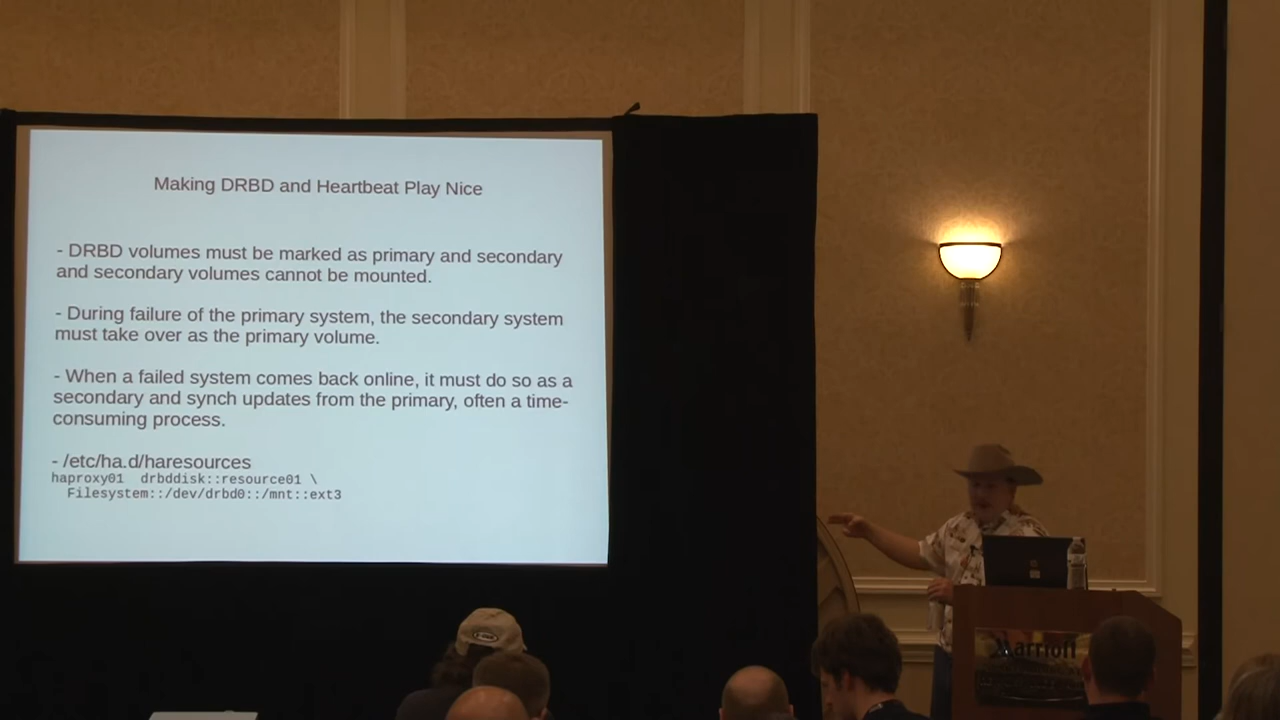 Making DRBD and Heartbeat Play Nice
- DRBD volumes must be marked as primary and secondary
and secondary volumes cannot be mounted.
- During failure of the primary system, the secondary system
must take over as the primary volume.
- When a failed system comes back online, it must do so as a
secondary and synch updates from the primary, often a time-
consuming process.
- /etc/ha.d/haresources
haproxy01 drbddisk::resource01 \
Filesystem::/dev/drbd0::/mnt::ext3
Marriott